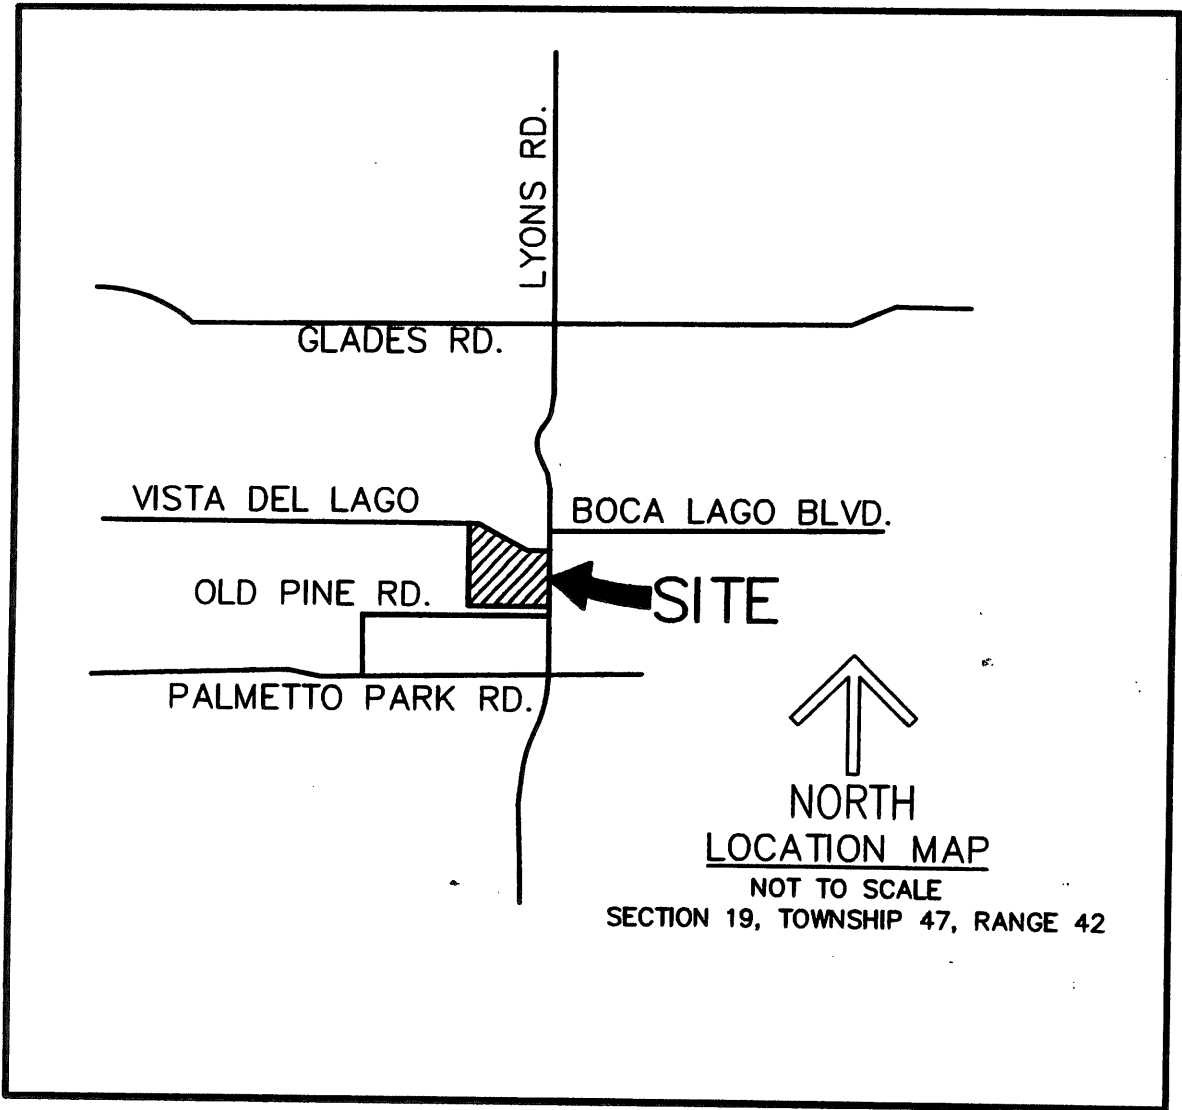 LYONS RD.
GLADES RD.
VISTA DEL LAGO
BOCA LAGO BLVD.
OLD PINE RD.
SITE
PALMETTO PARK RD.
NORTH
LOCATION MAP
NOT TO SCALE
SECTION 19, TOWNSHIP 47, RANGE 42